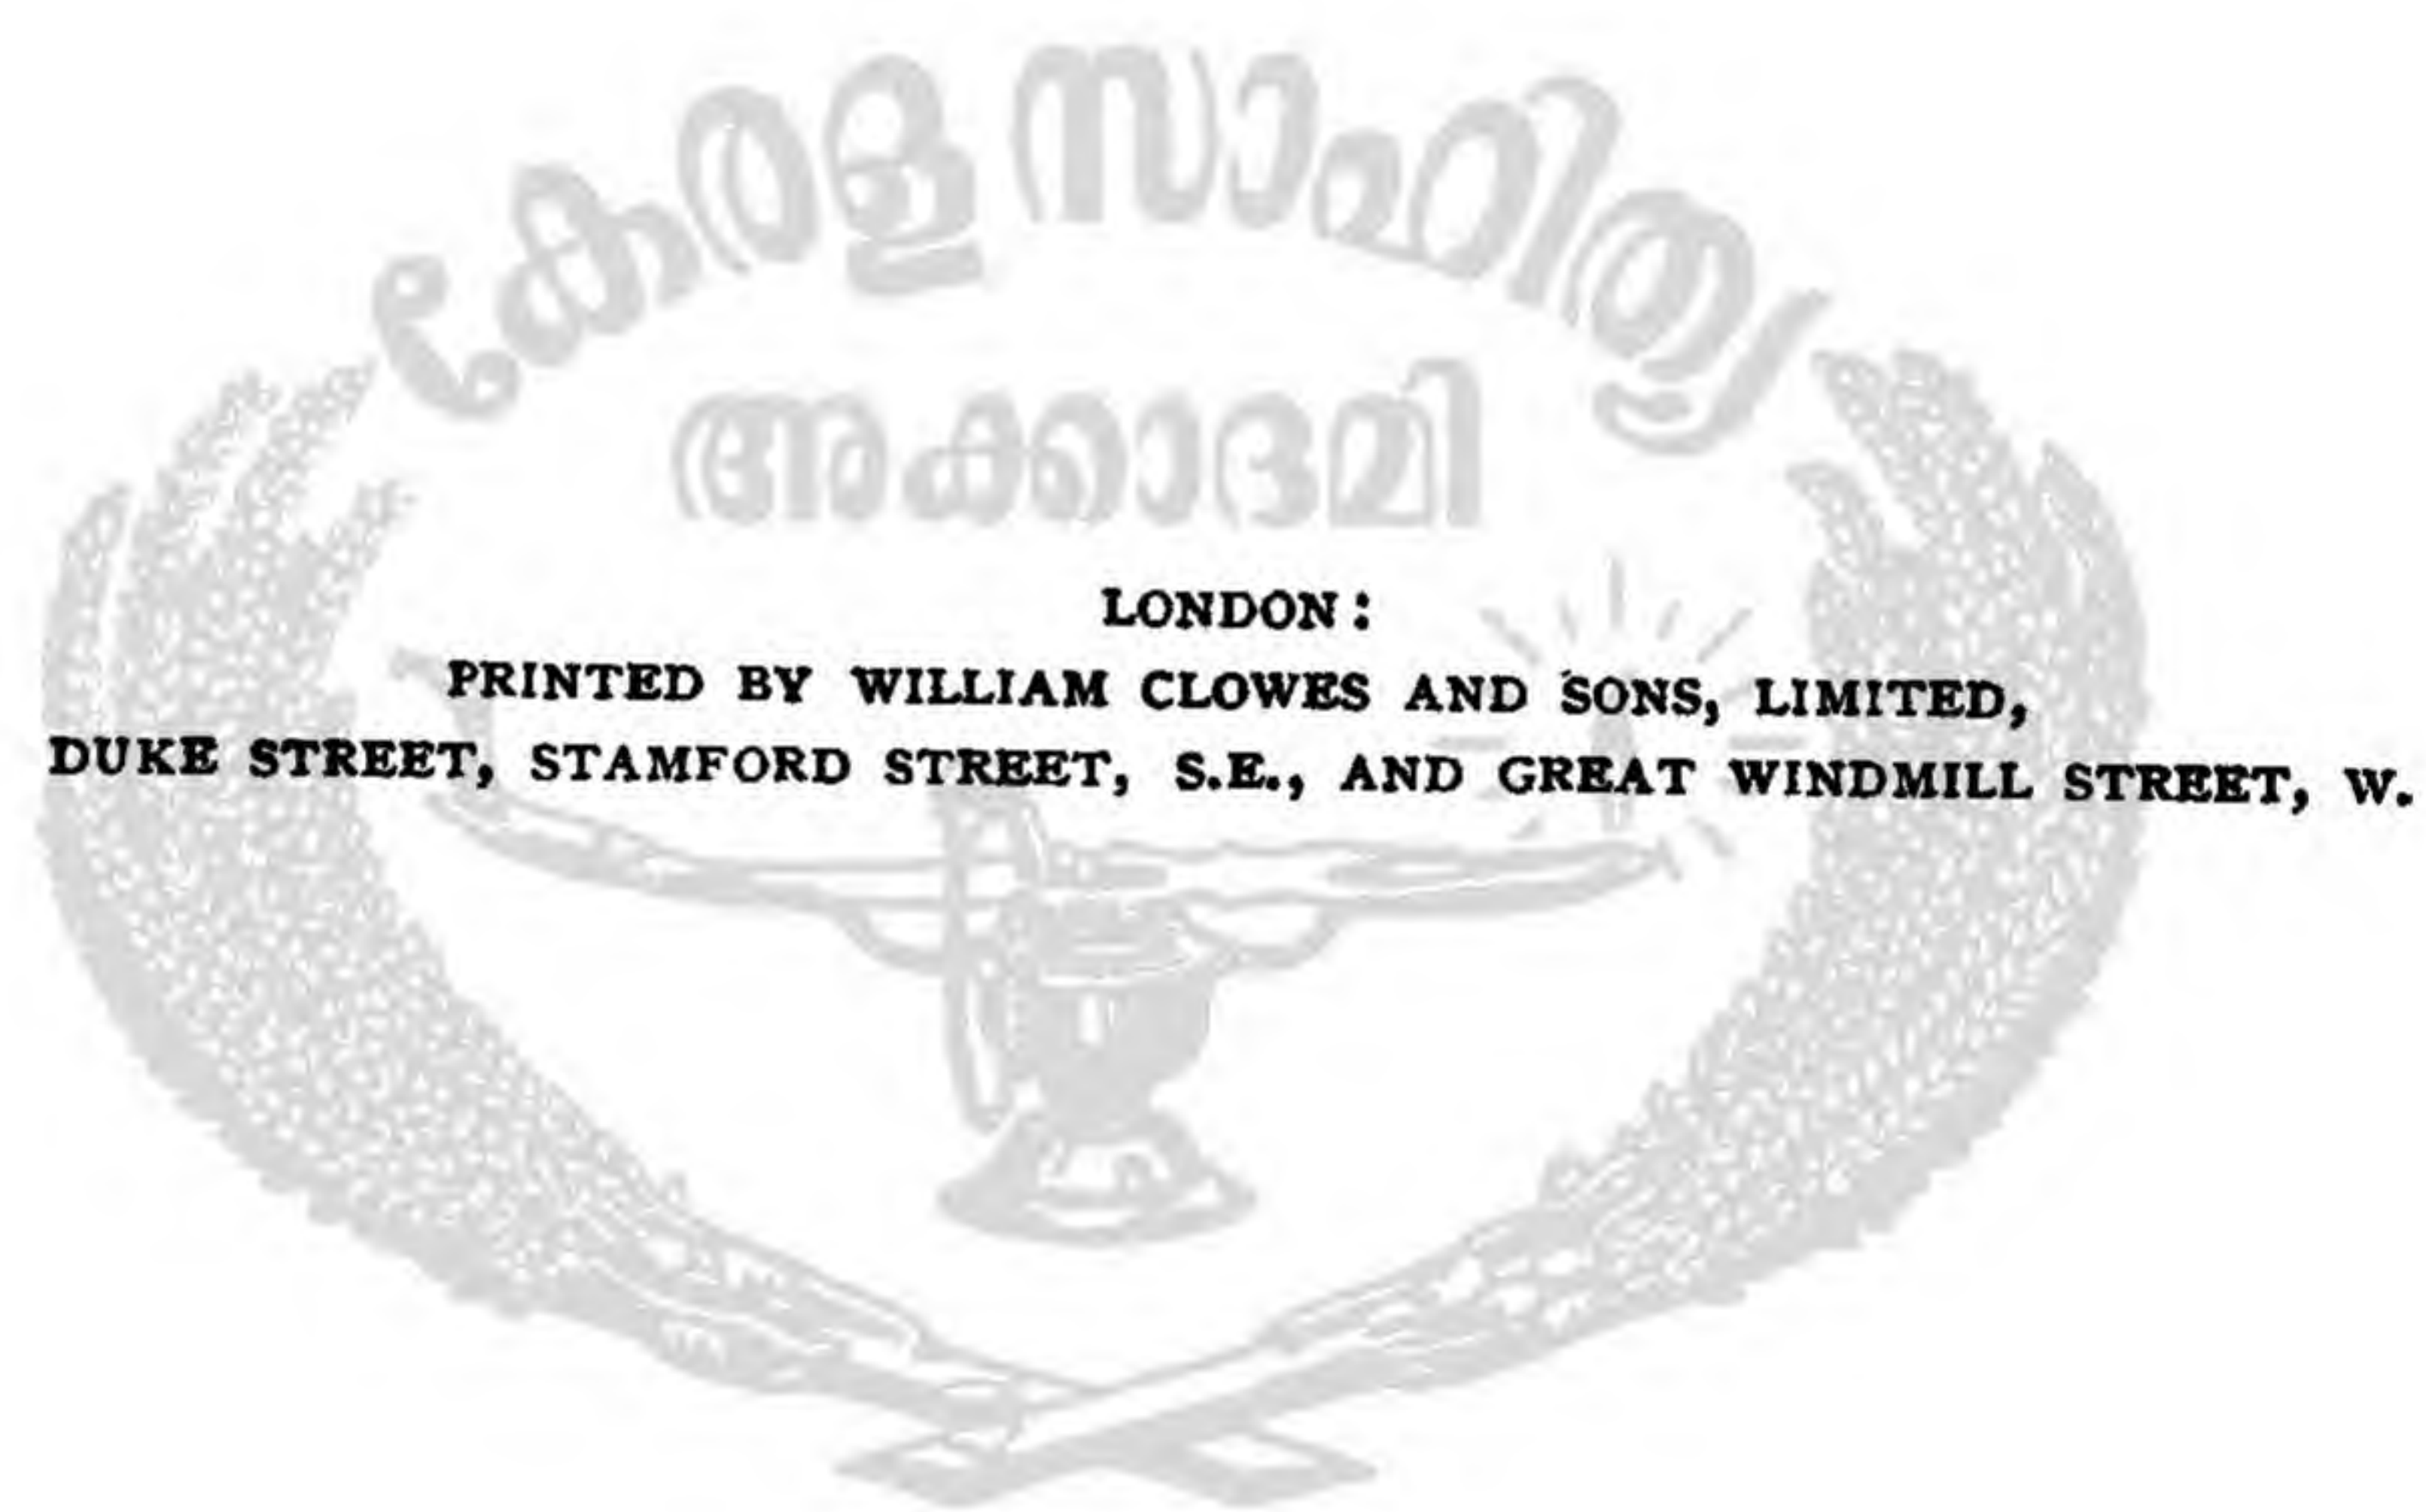 കേരള സാഹിത്യ
അക്കാദമി
LONDON:
PRINTED BY WILLIAM CLOWES AND SONS, LIMITED,
DUKE STREET, STAMFORD STREET, S.E., AND GREAT WINDMILL STREET, W.